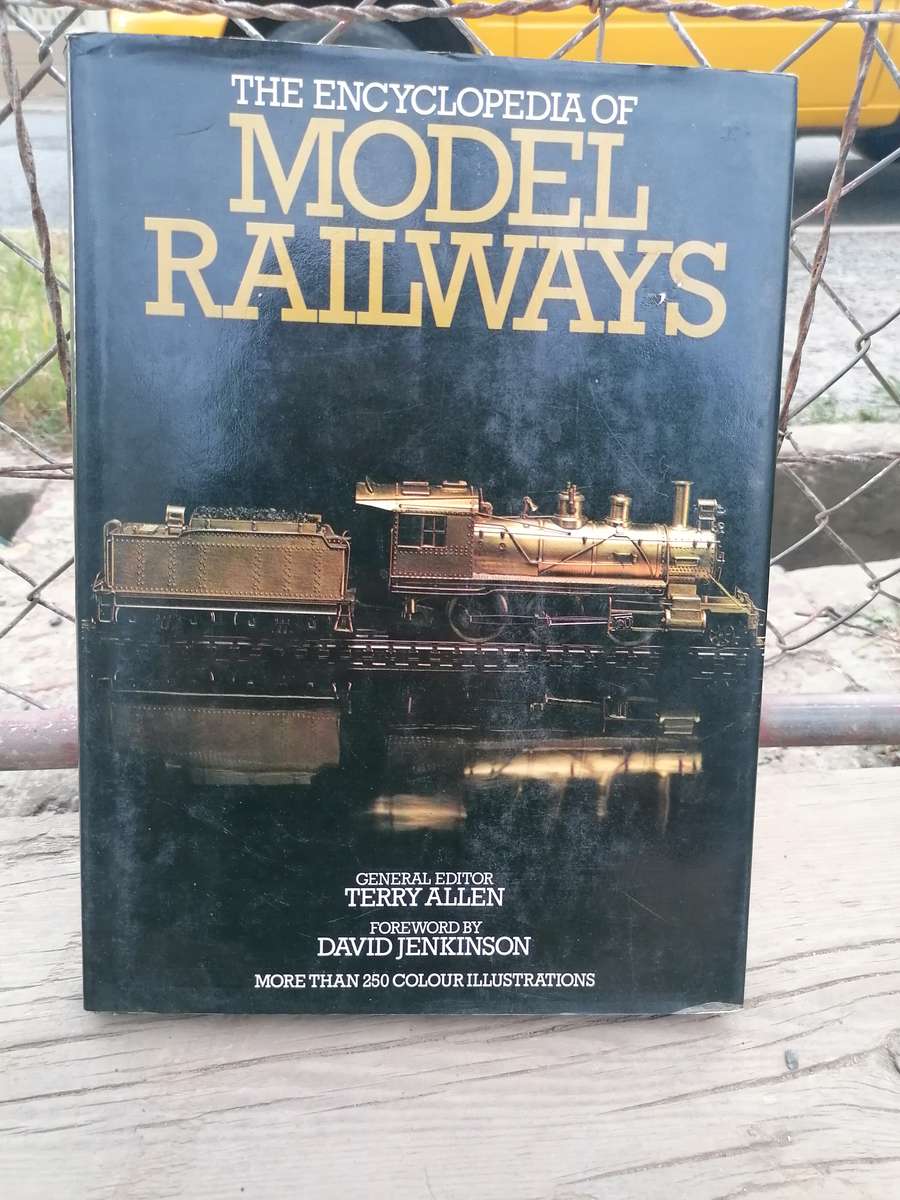 THE ENCYCLOPEDIA OF
MODEL
RAILWAYS
GENERAL EDITOR
TERRY ALLEN
FOREWORD BY
DAVID JENKINSON
MORE THAN 250 COLOUR ILLUSTRATIONS